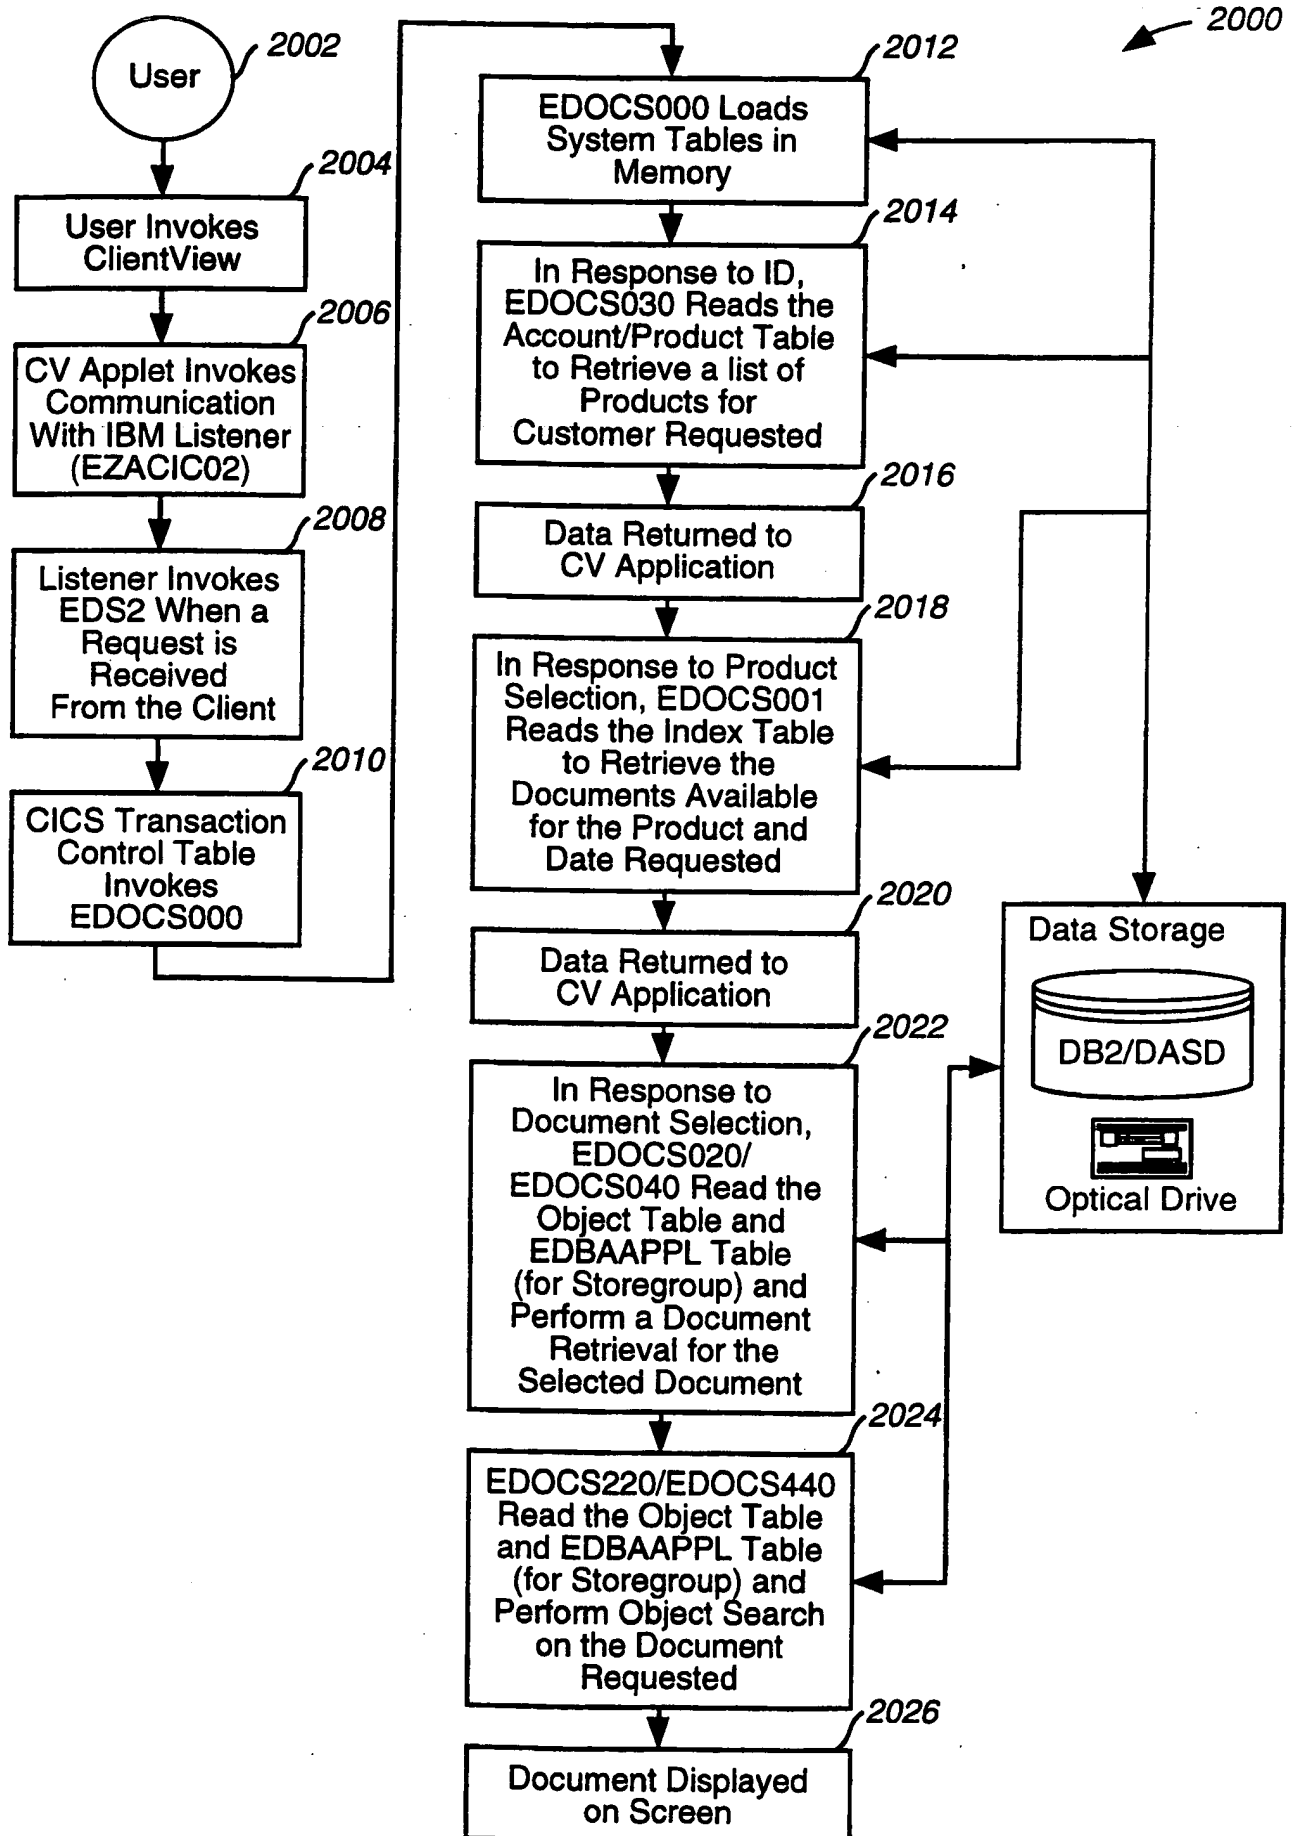 2000
User
2002
2004
User Invokes
ClientView
2006
CV Applet Invokes
Communication
With IBM Listener
(EZACIC02)
2008
Listener Invokes
EDS2 When a
Request is
Received
From the Client
2010
CICS Transaction
Control Table
Invokes
EDOCS000
2012
EDOCS000 Loads
System Tables in
Memory
2014
In Response to ID,
EDOCS030 Reads the
Account/Product Table
to Retrieve a list of
Products for
Customer Requested
2016
Data Returned to
CV Application
2018
In Response to Product
Selection, EDOCS001
Reads the Index Table
to Retrieve the
Documents Available
for the Product and
Date Requested
2020
Data Returned to
CV Application
2022
In Response to
Document Selection,
EDOCS020/
EDOCS040 Read the
Object Table and
EDBAAPPL Table
(for Storegroup) and
Perform a Document
Retrieval for the
Selected Document
2024
EDOCS220/EDOCS440
Read the Object Table
and EDBAAPPL Table
(for Storegroup) and
Perform Object Search
on the Document
Requested
2026
Document Displayed
on Screen
Data Storage
DB2/DASD
Optical Drive